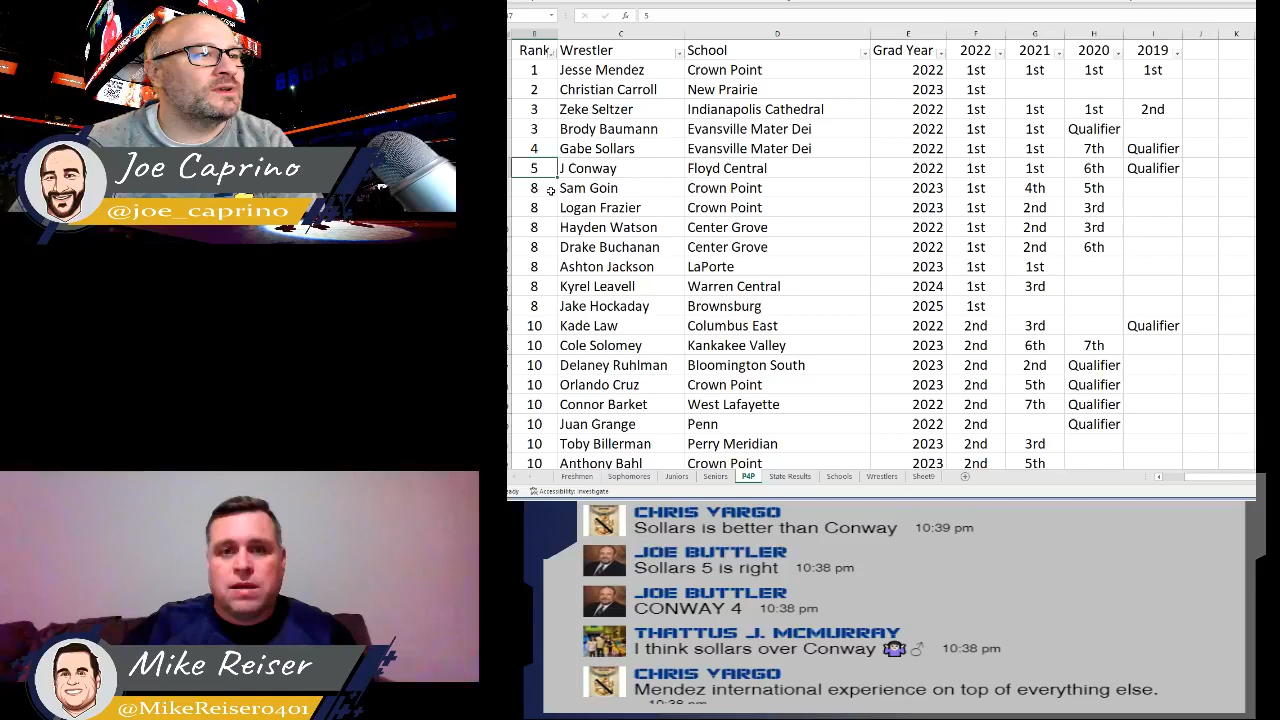 37 5
B C D E F G H I J K
Rank Wrestler School Grad Year 2022 2021 2020 2019
1 Jesse Mendez Crown Point 2022 1st 1st 1st 1st
2 Christian Carroll New Prairie 2023 1st
3 Zeke Seltzer Indianapolis Cathedral 2022 1st 1st 1st 2nd
3 Brody Baumann Evansville Mater Dei 2022 1st 1st Qualifier
4 Gabe Sollars Evansville Mater Dei 2022 1st 1st 7th Qualifier
5 J Conway Floyd Central 2022 1st 1st 6th Qualifier
8 Sam Goin Crown Point 2023 1st 4th 5th
8 Logan Frazier Crown Point 2023 1st 2nd 3rd
8 Hayden Watson Center Grove 2022 1st 2nd 3rd
8 Drake Buchanan Center Grove 2022 1st 2nd 6th
8 Ashton Jackson LaPorte 2023 1st 1st
8 Kyrel Leavell Warren Central 2024 1st 3rd
8 Jake Hockaday Brownsburg 2025 1st
10 Kade Law Columbus East 2022 2nd 3rd Qualifier
10 Cole Solomey Kankakee Valley 2023 2nd 6th 7th
10 Delaney Ruhlman Bloomington South 2023 2nd 2nd Qualifier
10 Orlando Cruz Crown Point 2023 2nd 5th Qualifier
10 Connor Barket West Lafayette 2022 2nd 7th Qualifier
10 Juan Grange Penn 2022 2nd Qualifier
10 Toby Billerman Perry Meridian 2023 2nd 3rd
10 Anthony Bahl Crown Point 2023 2nd 5th
Freshmen Sophomores Juniors Seniors P4P State Results Schools Wrestlers Sheet9
eady Accessibility: Investigate
Joe Caprino
@joe_caprino
Mike Reiser
@MikeReiser0401
CHRIS VARGO
Sollars is better than Conway 10:39 pm
JOE BUTTLER
Sollars 5 is right 10:38 pm
JOE BUTTLER
CONWAY 4 10:38 pm
THATTUS J. MCMURRAY
I think sollars over Conway 🤷🏻♂ 10:38 pm
CHRIS VARGO
Mendez international experience on top of everything else.
10:38 pm